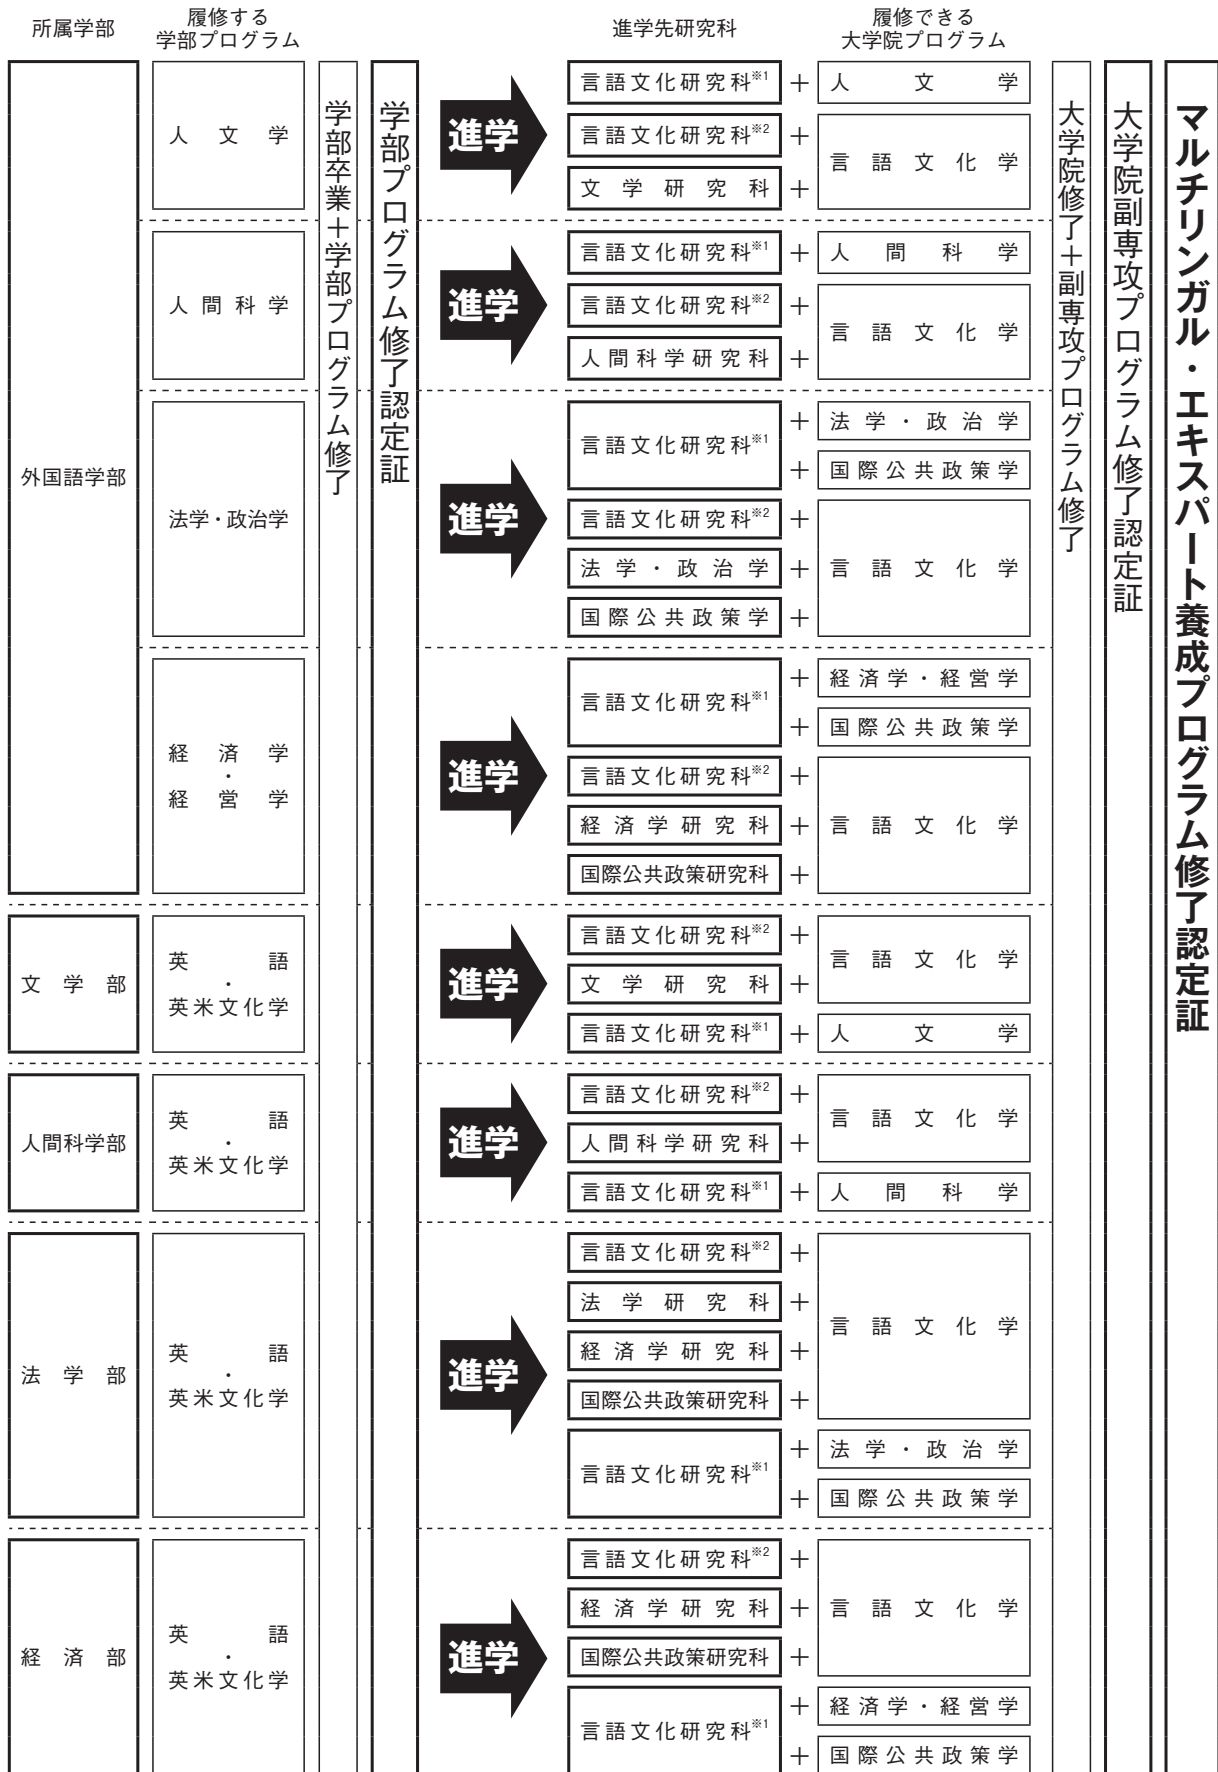 所属学部
履修する
学部プログラム
進学先研究科
履修できる
大学院プログラム
外国語学部
人文学
学部卒業＋学部プログラム修了
学部プログラム修了認定証
進学
言語文化研究科※1
＋
人文学
言語文化研究科※2
＋
文学研究科
＋
言語文化学
大学院修了＋副専攻プログラム修了
大学院副専攻プログラム修了認定証
マルチリンガル・エキスパート養成プログラム修了認定証
人間科学
進学
言語文化研究科※1
＋
人間科学
言語文化研究科※2
＋
人間科学研究科
＋
言語文化学
法学・政治学
進学
言語文化研究科※1
＋
法学・政治学
＋
国際公共政策学
言語文化研究科※2
＋
法学・政治学
＋
国際公共政策学
＋
言語文化学
経済学
・
経営学
進学
言語文化研究科※1
＋
経済学・経営学
＋
国際公共政策学
言語文化研究科※2
＋
経済学研究科
＋
国際公共政策研究科
＋
言語文化学
文学部
英語
・
英米文化学
進学
言語文化研究科※2
＋
文学研究科
＋
言語文化学
言語文化研究科※1
＋
人文学
人間科学部
英語
・
英米文化学
進学
言語文化研究科※2
＋
人間科学研究科
＋
言語文化学
言語文化研究科※1
＋
人間科学
法学部
英語
・
英米文化学
進学
言語文化研究科※2
＋
法学研究科
＋
経済学研究科
＋
国際公共政策研究科
＋
言語文化学
言語文化研究科※1
＋
法学・政治学
＋
国際公共政策学
経済部
英語
・
英米文化学
進学
言語文化研究科※2
＋
経済学研究科
＋
国際公共政策研究科
＋
言語文化学
言語文化研究科※1
＋
経済学・経営学
＋
国際公共政策学